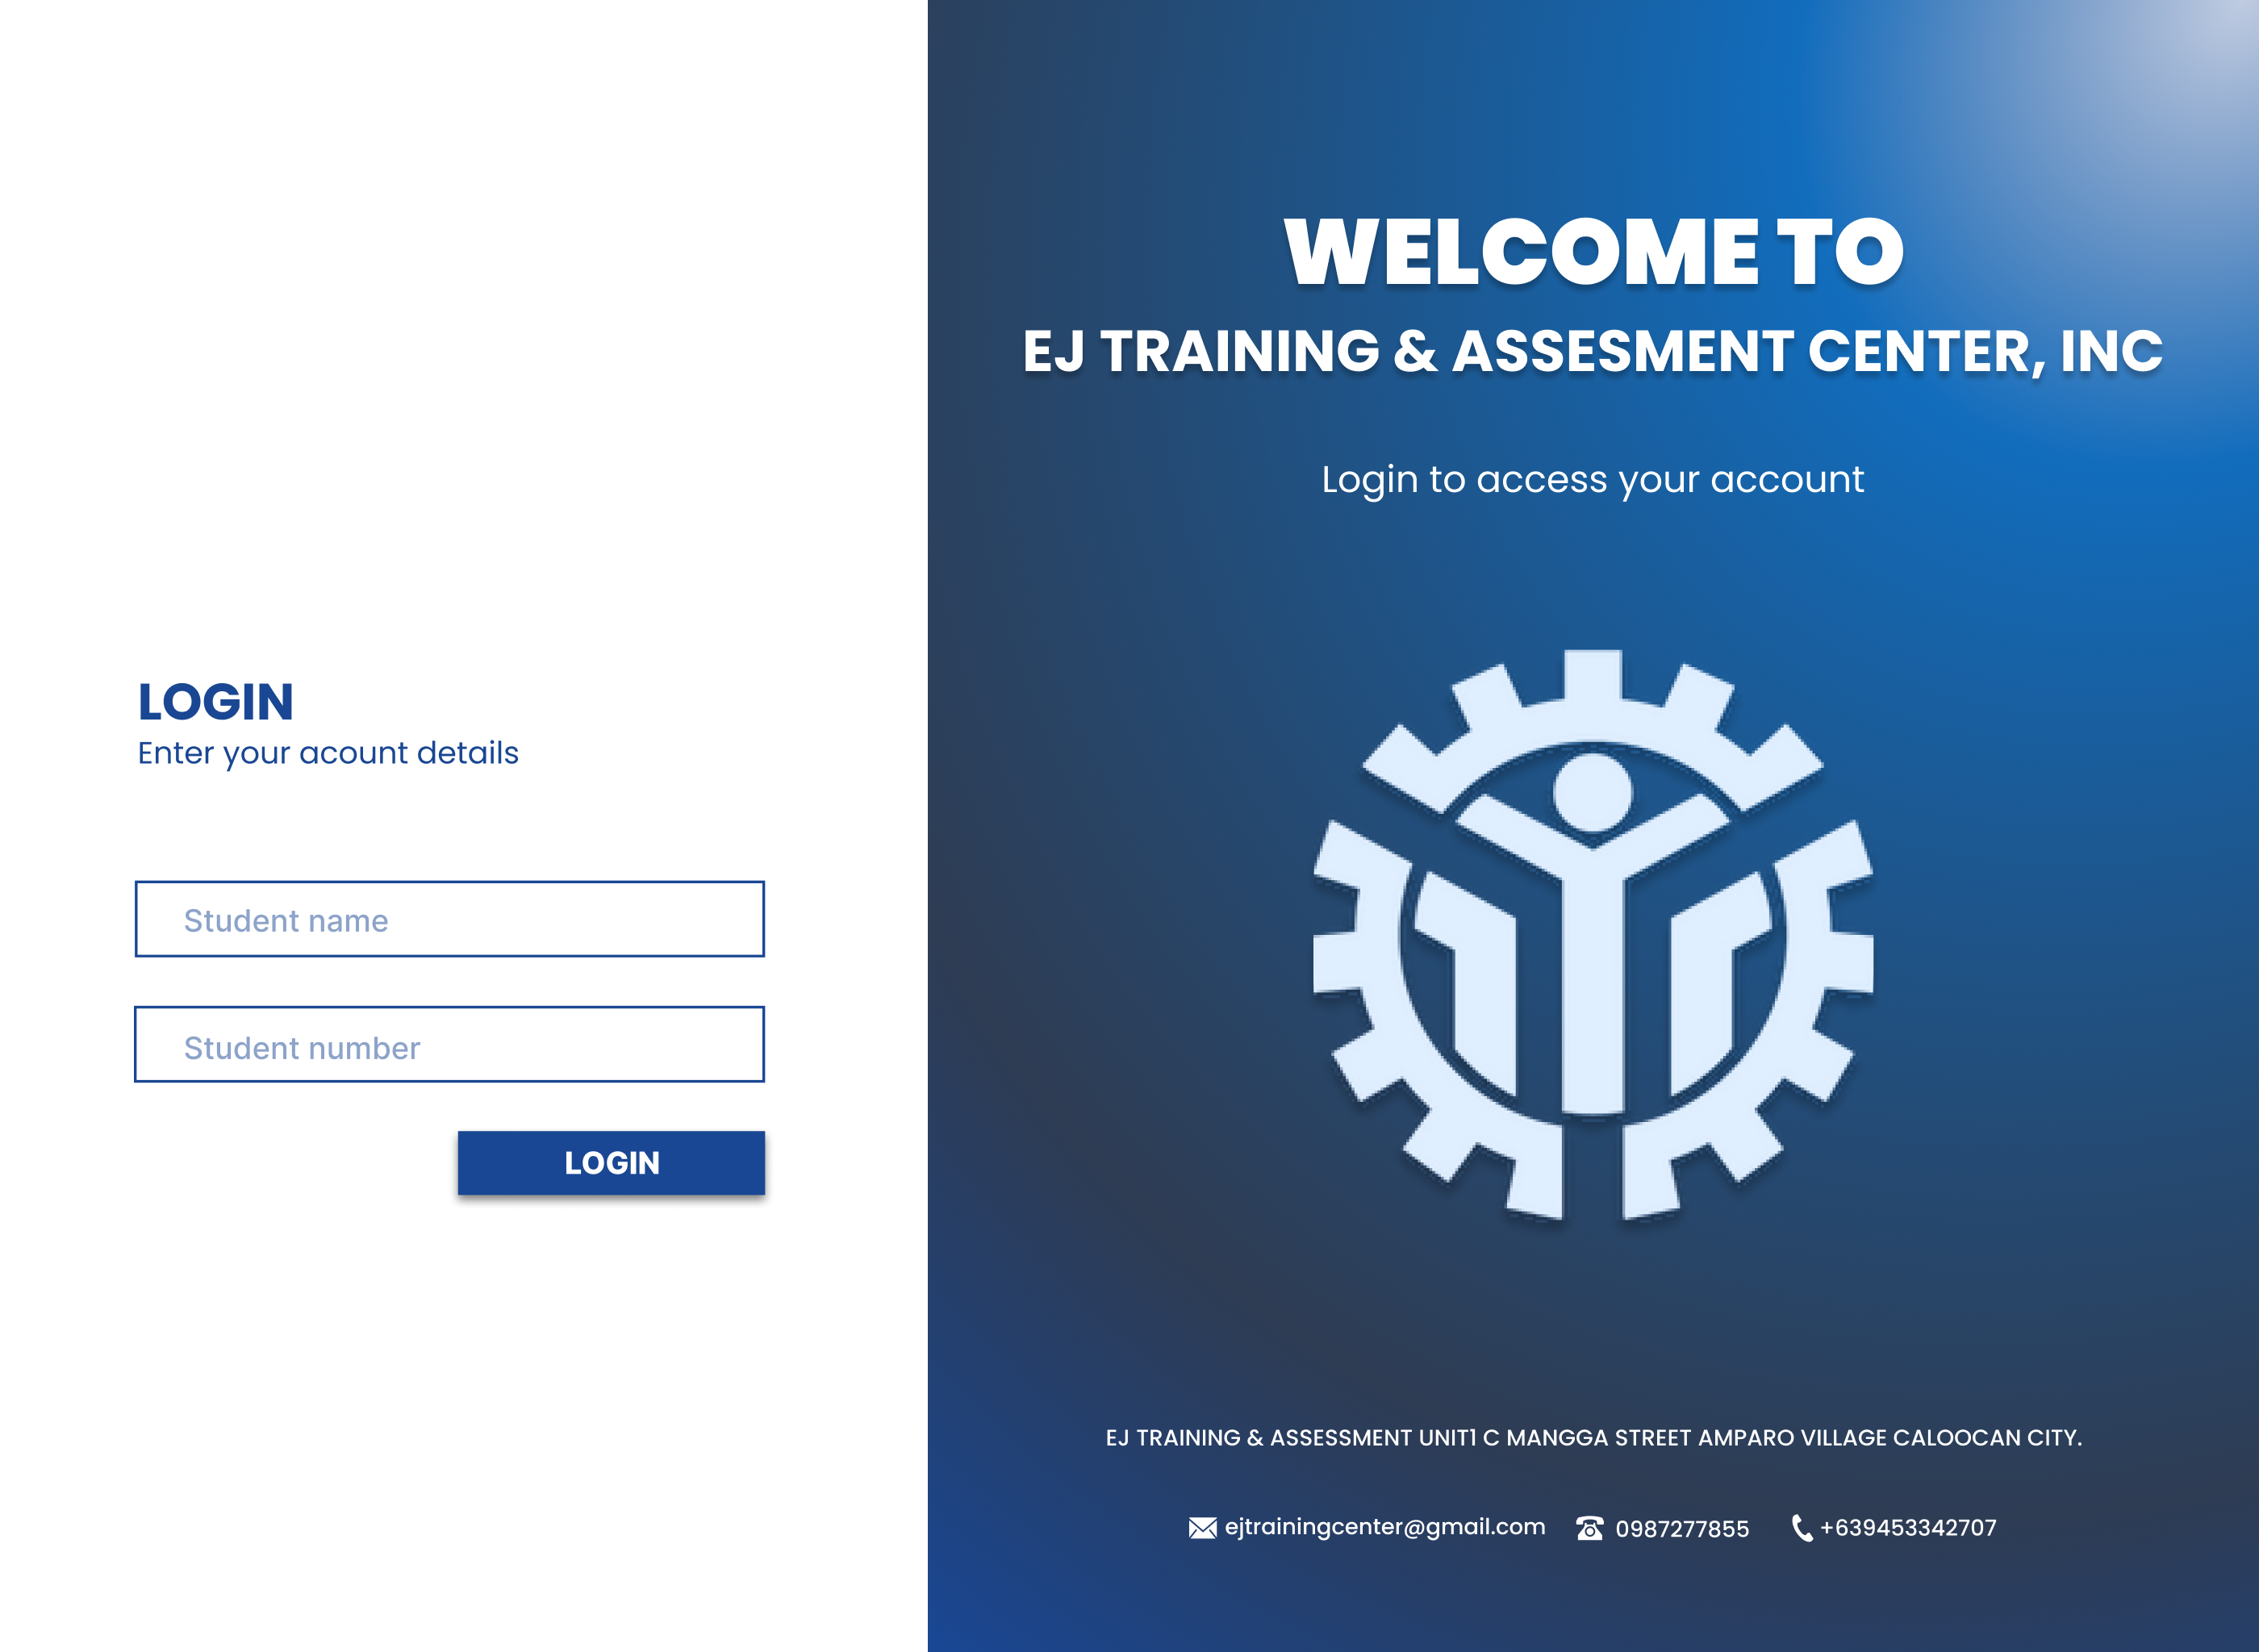 LOGIN
Enter your acount details
Student name
Student number
LOGIN
WELCOME TO
EJ TRAINING & ASSESMENT CENTER, INC
Login to access your account
EJ TRAINING & ASSESSMENT UNIT1 C MANGGA STREET AMPARO VILLAGE CALOOCAN CITY.
ejtrainingcenter@gmail.com 0987277855 +639453342707